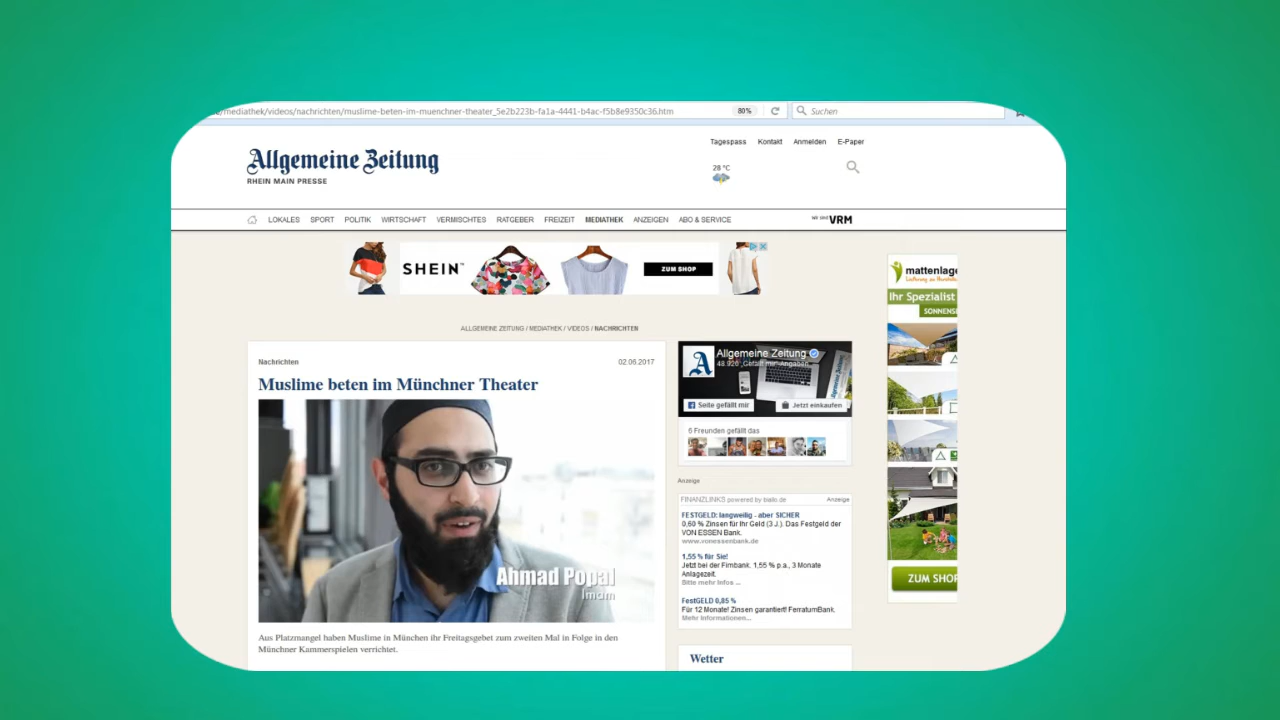 e/mediathek/videos/nachrichten/muslime-beten-im-muenchner-theater_5e2b223b-fa1a-4441-b4ac-f5b8e9350c36.htm
80%
Suchen
Tagespass Kontakt Anmelden E-Paper
Allgemeine Zeitung
RHEIN MAIN PRESSE
28 °C
LOKALES SPORT POLITIK WIRTSCHAFT VERMISCHTES RATGEBER FREIZEIT MEDIATHEK ANZEIGEN ABO & SERVICE
VRM
SHEIN
ZUM SHOP
mattenlage
Ihr Spezialist
SONNENS
ALLGEMEINE ZEITUNG / MEDIATHEK / VIDEOS / NACHRICHTEN
Nachrichten 02.06.2017
Muslime beten im Münchner Theater
Ahmad Popal
Imam
Aus Platzmangel haben Muslime in München ihr Freitagsgebet zum zweiten Mal in Folge in den
Münchner Kammerspielen verrichtet.
Allgemeine Zeitung
48.926 „Gefällt mir"-Angaben
Seite gefällt mir Jetzt einkaufen
6 Freunden gefällt das
Anzeige
FINANZLINKS powered by biallo.de Anzeige
FESTGELD: langweilig - aber SICHER
0,60 % Zinsen für Ihr Geld (3 J.). Das Festgeld der
VON ESSEN Bank.
www.vonessenbank.de
1,55 % für Sie!
Jetzt bei der Fimbank. 1,55 % p.a., 3 Monate
Anlagezeit.
Bitte mehr Infos ...
FestGELD 0,85 %
Für 12 Monate! Zinsen garantiert! FerratumBank.
Mehr Informationen...
Wetter
ZUM SHOP